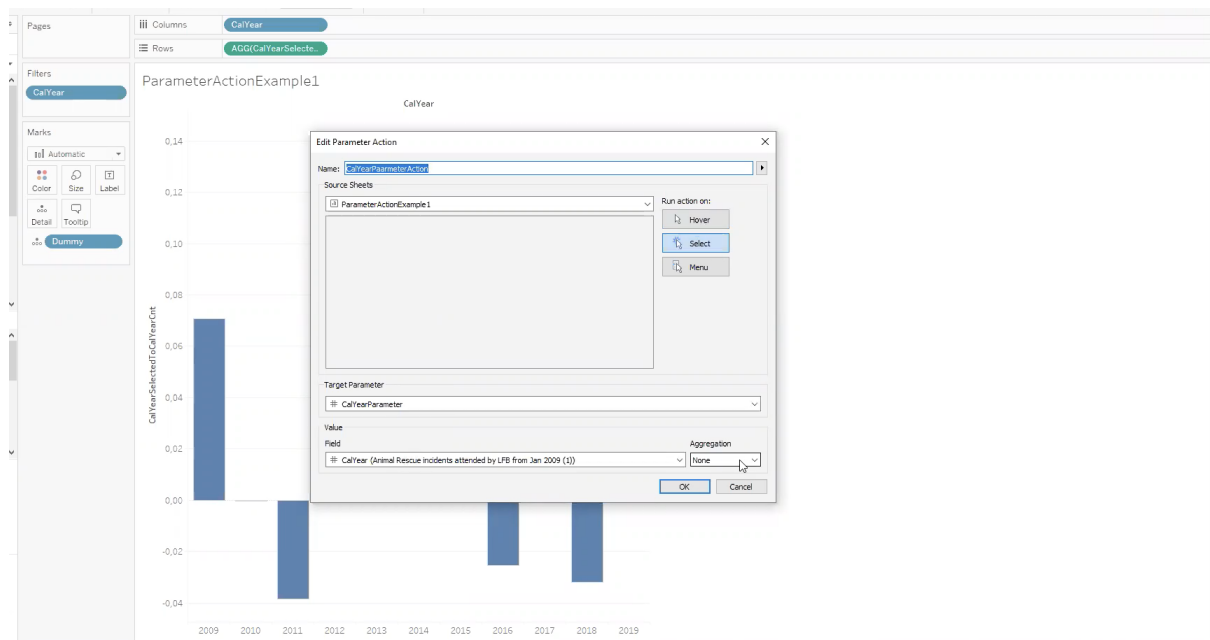 Pages
Columns
CalYear
Rows
AGG(CalYearSelecte..
Filters
CalYear
Marks
Automatic
Color
Size
Label
Detail
Tooltip
Dummy
ParameterActionExample1
CalYear
CalYearSelectedToCalYearCnt
0,14
0,12
0,10
0,08
0,06
0,04
0,02
0,00
-0,02
-0,04
2009 2010 2011 2012 2013 2014 2015 2016 2017 2018 2019
Edit Parameter Action
Name: CalYearPaarmeterAction
Source Sheets
ParameterActionExample1
Run action on:
Hover
Select
Menu
Target Parameter
CalYearParameter
Value
Field
Aggregation
CalYear (Animal Rescue incidents attended by LFB from Jan 2009 (1))
None
OK
Cancel